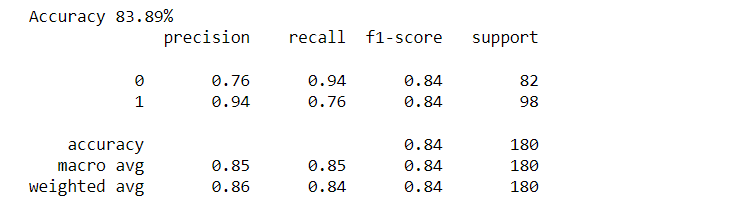 Accuracy 83.89%
precision recall f1-score support
0 0.76 0.94 0.84 82
1 0.94 0.76 0.84 98
accuracy 0.84 180
macro avg 0.85 0.85 0.84 180
weighted avg 0.86 0.84 0.84 180